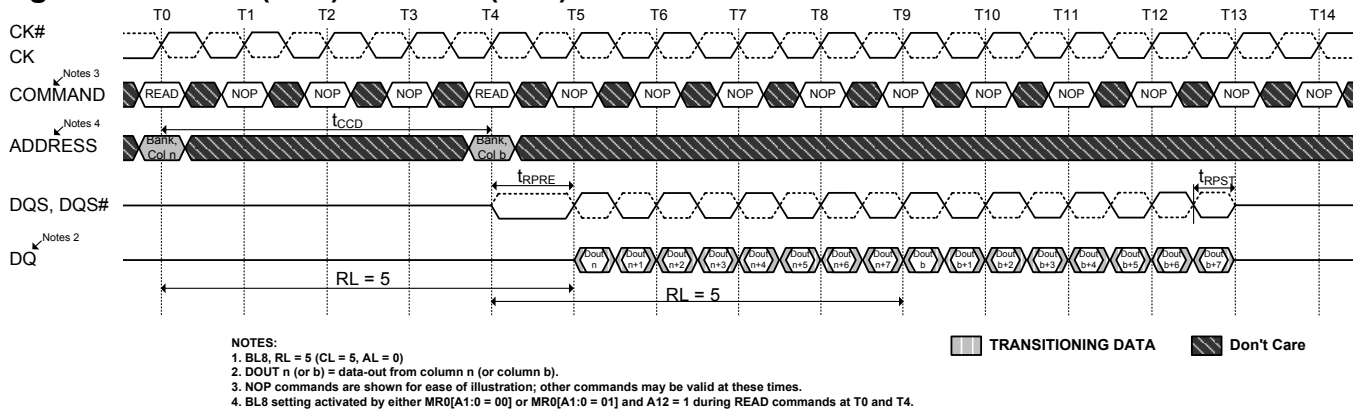 T0 T1 T2 T3 T4 T5 T6 T7 T8 T9 T10 T11 T12 T13 T14
CK#
CK
Notes 3
COMMAND READ NOP NOP NOP READ NOP NOP NOP NOP NOP NOP NOP NOP NOP NOP
tCCD
Notes 4
ADDRESS
Bank, Col n
Bank, Col b
tRPRE
tRPST
DQS, DQS#
Notes 2
DQ
Dout n
Dout n+1
Dout n+2
Dout n+3
Dout n+4
Dout n+5
Dout n+6
Dout n+7
Dout b
Dout b+1
Dout b+2
Dout b+3
Dout b+4
Dout b+5
Dout b+6
Dout b+7
RL = 5
RL = 5
NOTES:
1. BL8, RL = 5 (CL = 5, AL = 0)
2. DOUT n (or b) = data-out from column n (or column b).
3. NOP commands are shown for ease of illustration; other commands may be valid at these times.
4. BL8 setting activated by either MR0[A1:0 = 00] or MR0[A1:0 = 01] and A12 = 1 during READ commands at T0 and T4.
TRANSITIONING DATA
Don't Care